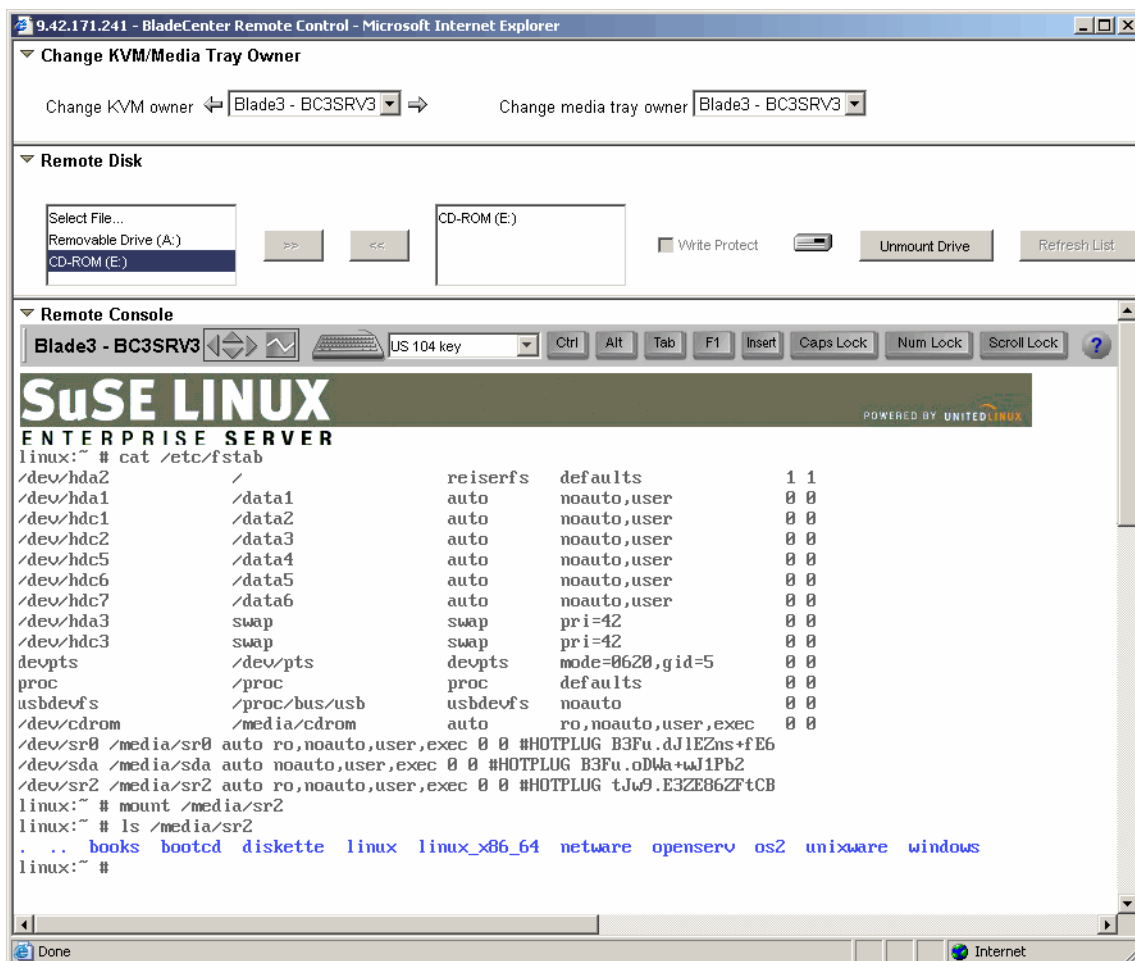 9.42.171.241 - BladeCenter Remote Control - Microsoft Internet Explorer
Change KVM/Media Tray Owner
Change KVM owner Blade3 - BC3SRV3 Change media tray owner Blade3 - BC3SRV3
Remote Disk
Select File...
Removable Drive (A:)
CD-ROM (E:)
>>
<<
CD-ROM (E:)
Write Protect
Unmount Drive
Refresh List
Remote Console
Blade3 - BC3SRV3 US 104 key Ctrl Alt Tab F1 Insert Caps Lock Num Lock Scroll Lock ?
SuSE LINUX
POWERED BY UNITEDLINUX
ENTERPRISE SERVER
linux:~ # cat /etc/fstab
/dev/hda2 / reiserfs defaults 1 1
/dev/hda1 /data1 auto noauto,user 0 0
/dev/hdc1 /data2 auto noauto,user 0 0
/dev/hdc2 /data3 auto noauto,user 0 0
/dev/hdc5 /data4 auto noauto,user 0 0
/dev/hdc6 /data5 auto noauto,user 0 0
/dev/hdc7 /data6 auto noauto,user 0 0
/dev/hda3 swap swap pri=42 0 0
/dev/hdc3 swap swap pri=42 0 0
devpts /dev/pts devpts mode=0620,gid=5 0 0
proc /proc proc defaults 0 0
usbdevfs /proc/bus/usb usbdevfs noauto 0 0
/dev/cdrom /media/cdrom auto ro,noauto,user,exec 0 0
/dev/sr0 /media/sr0 auto ro,noauto,user,exec 0 0 #HOTPLUG B3Fu.dJlEZns+fE6
/dev/sda /media/sda auto noauto,user,exec 0 0 #HOTPLUG B3Fu.oDWa+wJ1Pb2
/dev/sr2 /media/sr2 auto ro,noauto,user,exec 0 0 #HOTPLUG tJw9.E3ZE86ZFtCB
linux:~ # mount /media/sr2
linux:~ # ls /media/sr2
. .. books bootcd diskette linux linux_x86_64 netware openserv os2 unixware windows
linux:~ #
Done
Internet